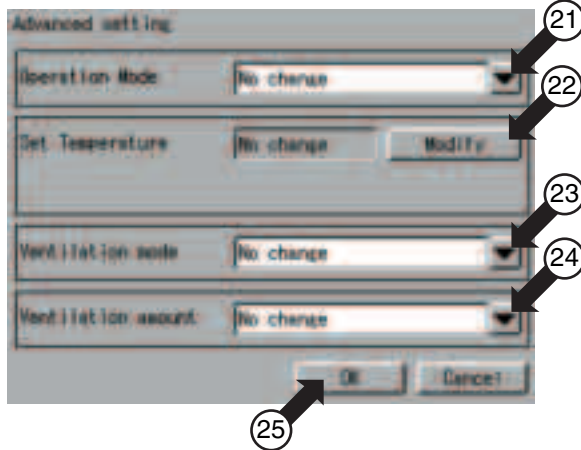 Advanced setting
21
Operation Mode No change
22
Set Temperature No change Modify
23
Ventilation mode No change
24
Ventilation amount No change
OK Cancel
25